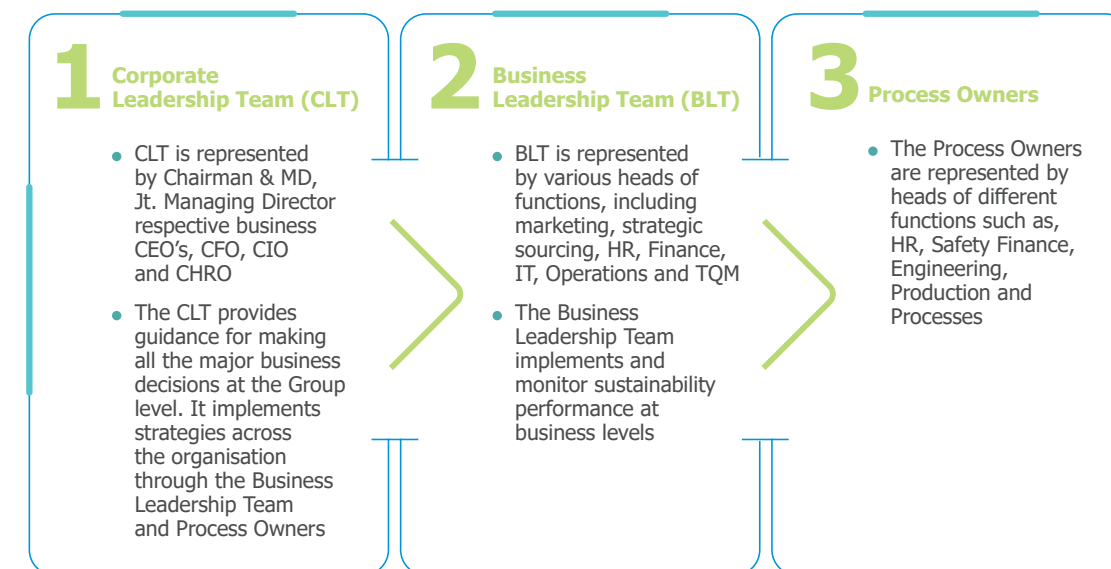 1
Corporate
Leadership Team (CLT)
• CLT is represented
by Chairman & MD,
Jt. Managing Director
respective business
CEO's, CFO, CIO
and CHRO
• The CLT provides
guidance for making
all the major business
decisions at the Group
level. It implements
strategies across
the organisation
through the Business
Leadership Team
and Process Owners
2
Business
Leadership Team (BLT)
• BLT is represented
by various heads of
functions, including
marketing, strategic
sourcing, HR, Finance,
IT, Operations and TQM
• The Business
Leadership Team
implements and
monitor sustainability
performance at
business levels
3
Process Owners
• The Process Owners
are represented by
heads of different
functions such as,
HR, Safety Finance,
Engineering,
Production and
Processes